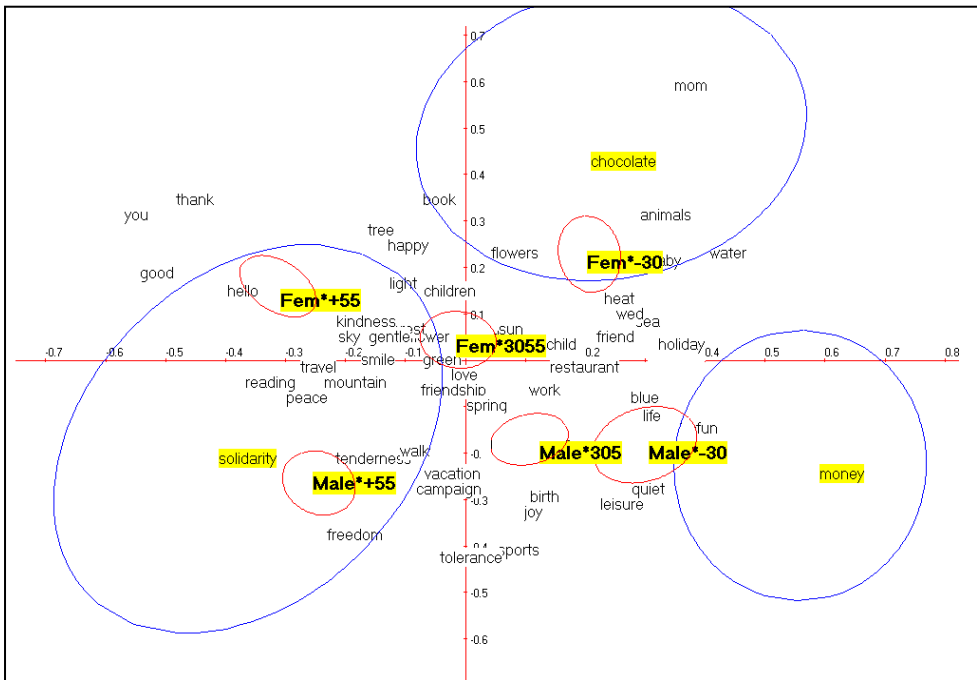 0.7
0.6
mom
0.5
0.4
chocolate
thank
book
you
0.3
animals
tree
happy
flowers
water
0.2
Fem*-30
good
light
hello
children
Fem*+55
heat
0.1
wed
kindness
sun
sky
gentle
friend
Fem*3055
child
holiday
-0.7
-0.6
-0.5
-0.4
-0.3
-0.2
-0.1
0.2
0.4
0.5
0.6
0.7
0.8
smile
green
travel
restaurant
love
reading
mountain
friendship
work
peace
blue
spring
life
fun
walk
Male*305
Male*-30
solidarity
tenderness
money
Male*+55
vacation
campaign
quiet
-0.3
birth
leisure
joy
freedom
sports
tolerance
-0.5
-0.6